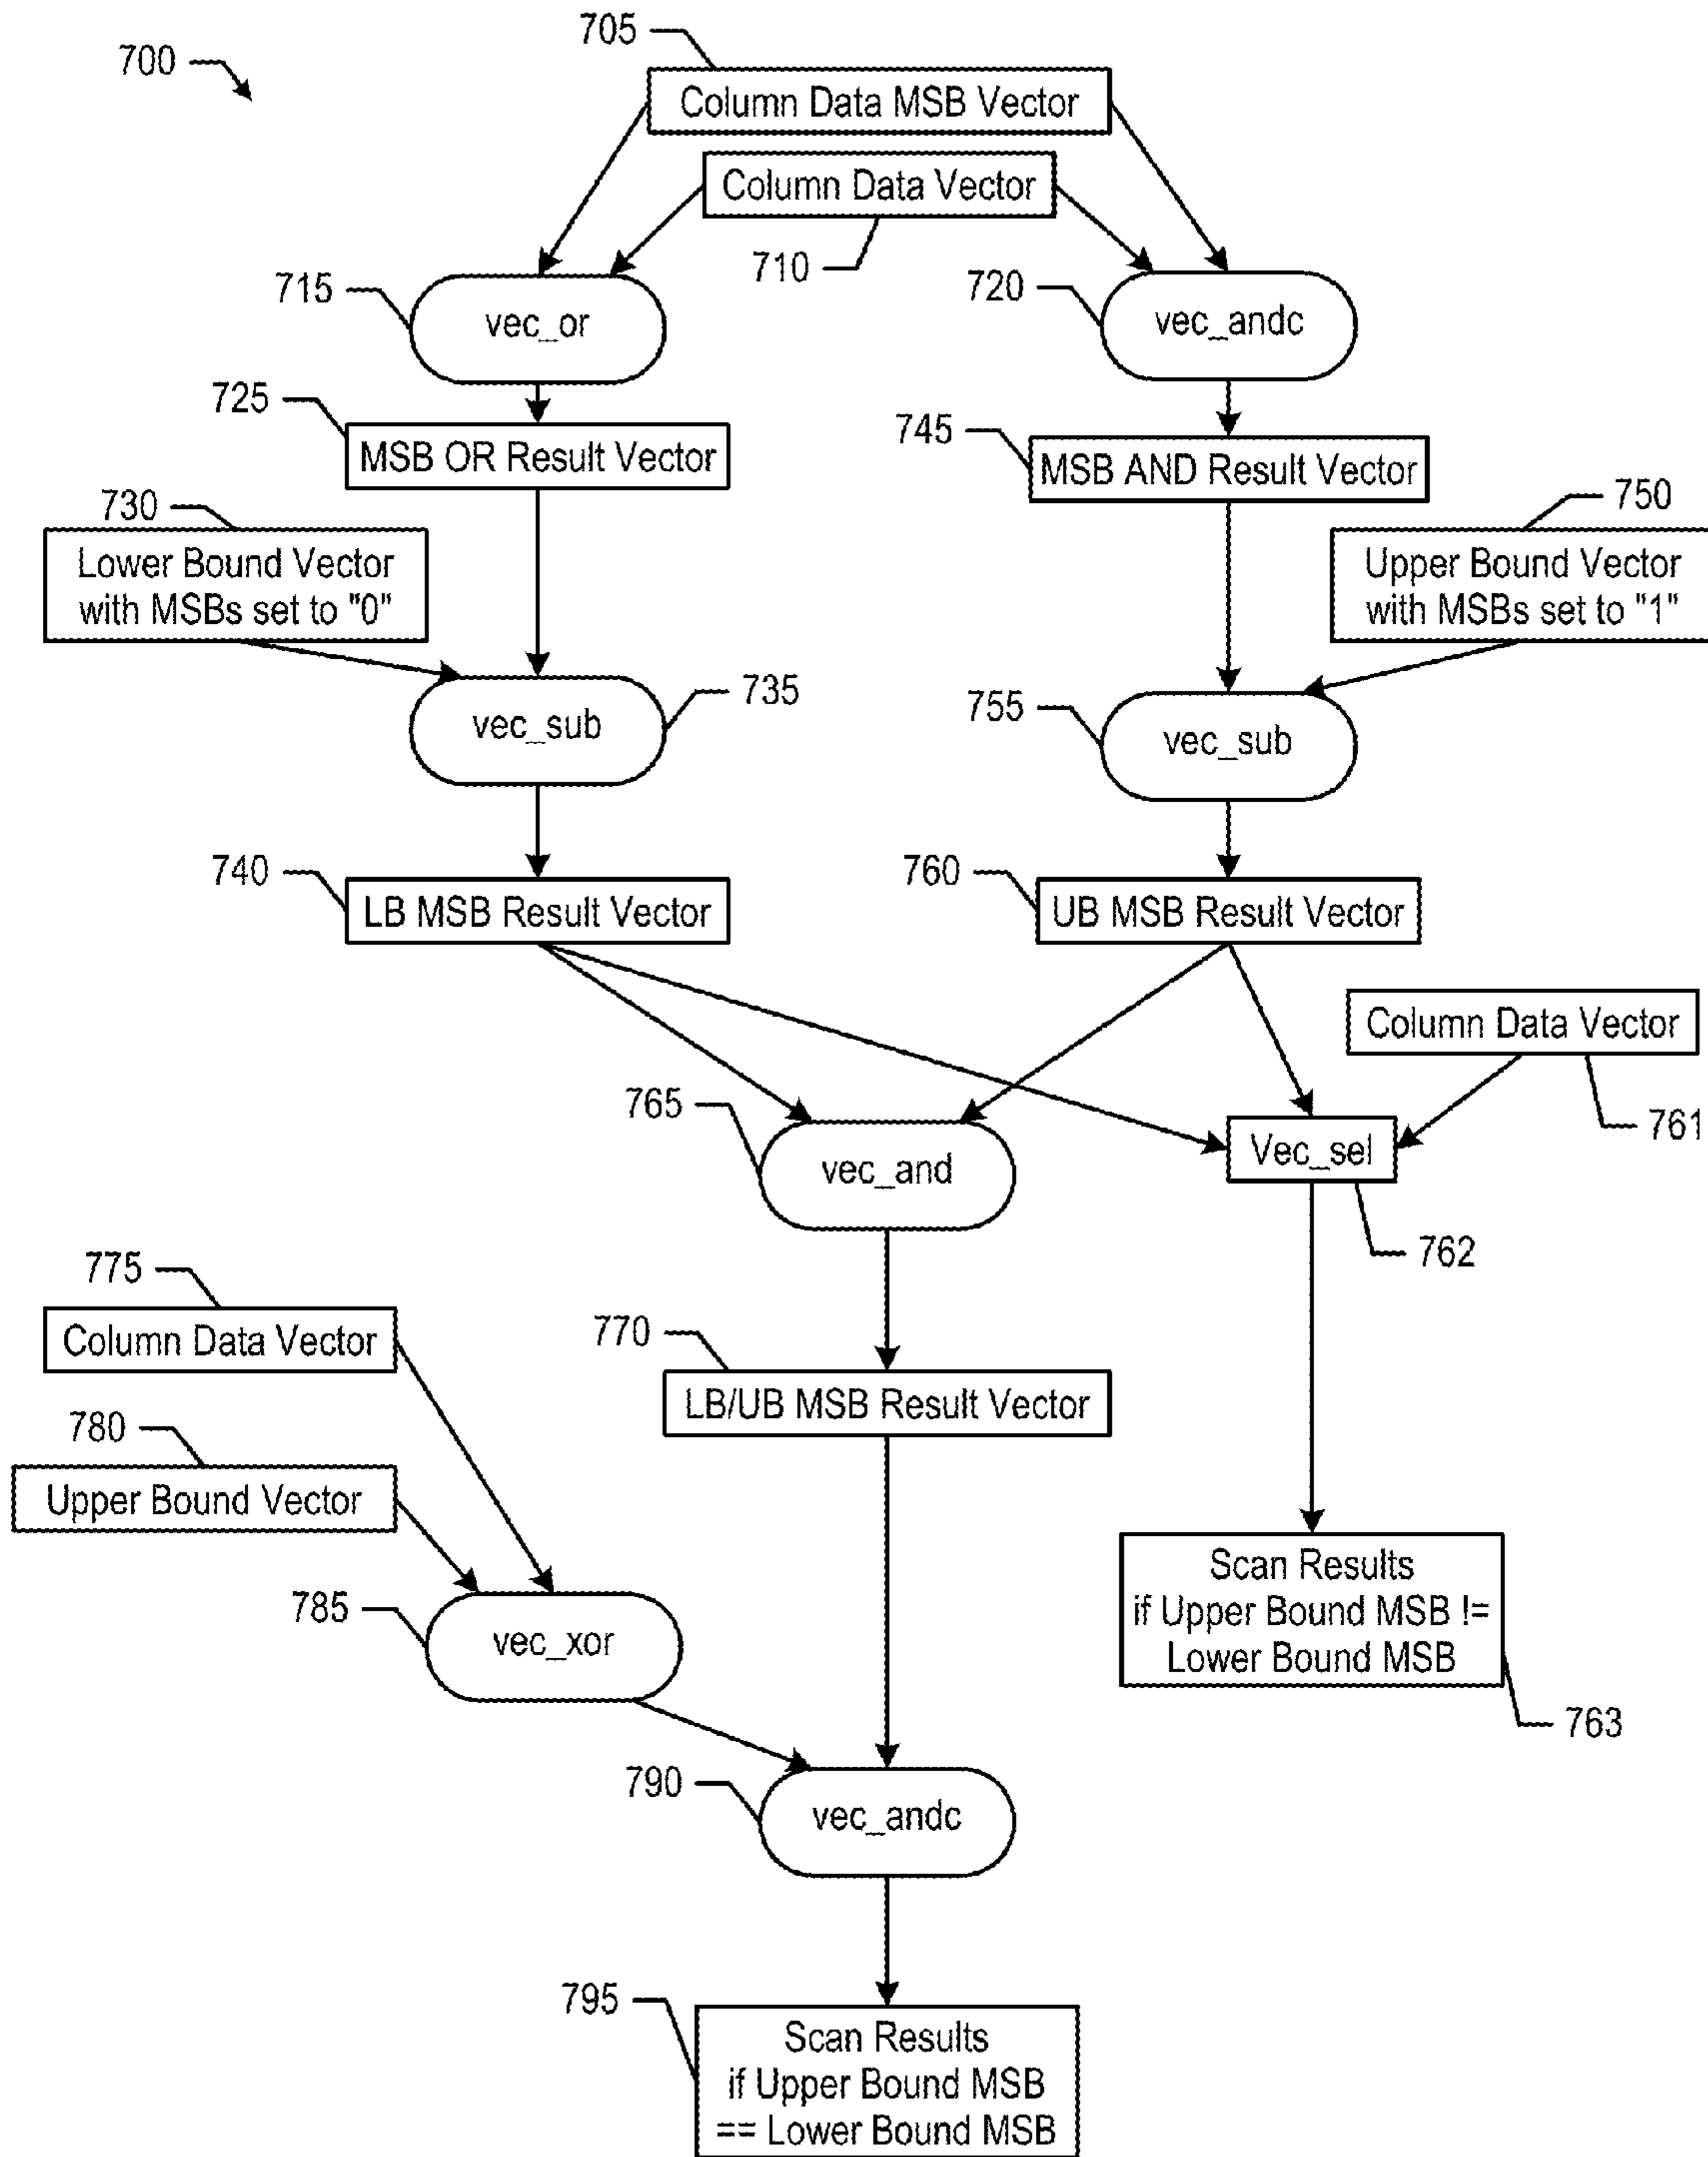 700
705
Column Data MSB Vector
Column Data Vector
710
715
vec_or
720
vec_andc
725
MSB OR Result Vector
745
MSB AND Result Vector
730
Lower Bound Vector
with MSBs set to "0"
750
Upper Bound Vector
with MSBs set to "1"
735
vec_sub
755
vec_sub
740
LB MSB Result Vector
760
UB MSB Result Vector
Column Data Vector
761
765
vec_and
Vec_sel
762
775
Column Data Vector
770
LB/UB MSB Result Vector
780
Upper Bound Vector
785
vec_xor
Scan Results
if Upper Bound MSB !=
Lower Bound MSB
763
790
vec_andc
795
Scan Results
if Upper Bound MSB
== Lower Bound MSB